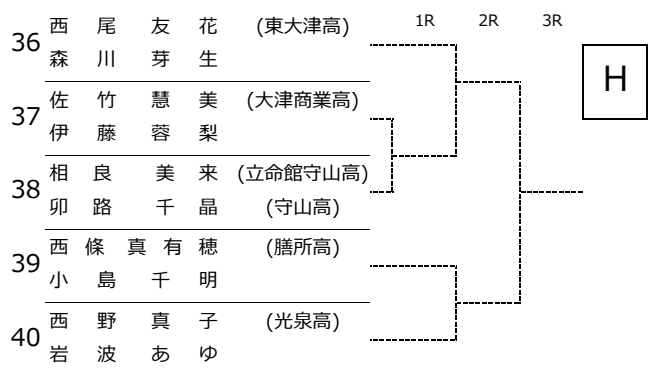 1R 2R 3R
H
36 西尾友花 (東大津高)
森川芽生
37 佐竹慧美 (大津商業高)
伊藤蓉梨
38 相良美来 (立命館守山高)
卯路千晶 (守山高)
39 西條真有穂 (膳所高)
小島千明
40 西野真子 (光泉高)
岩波あゆ